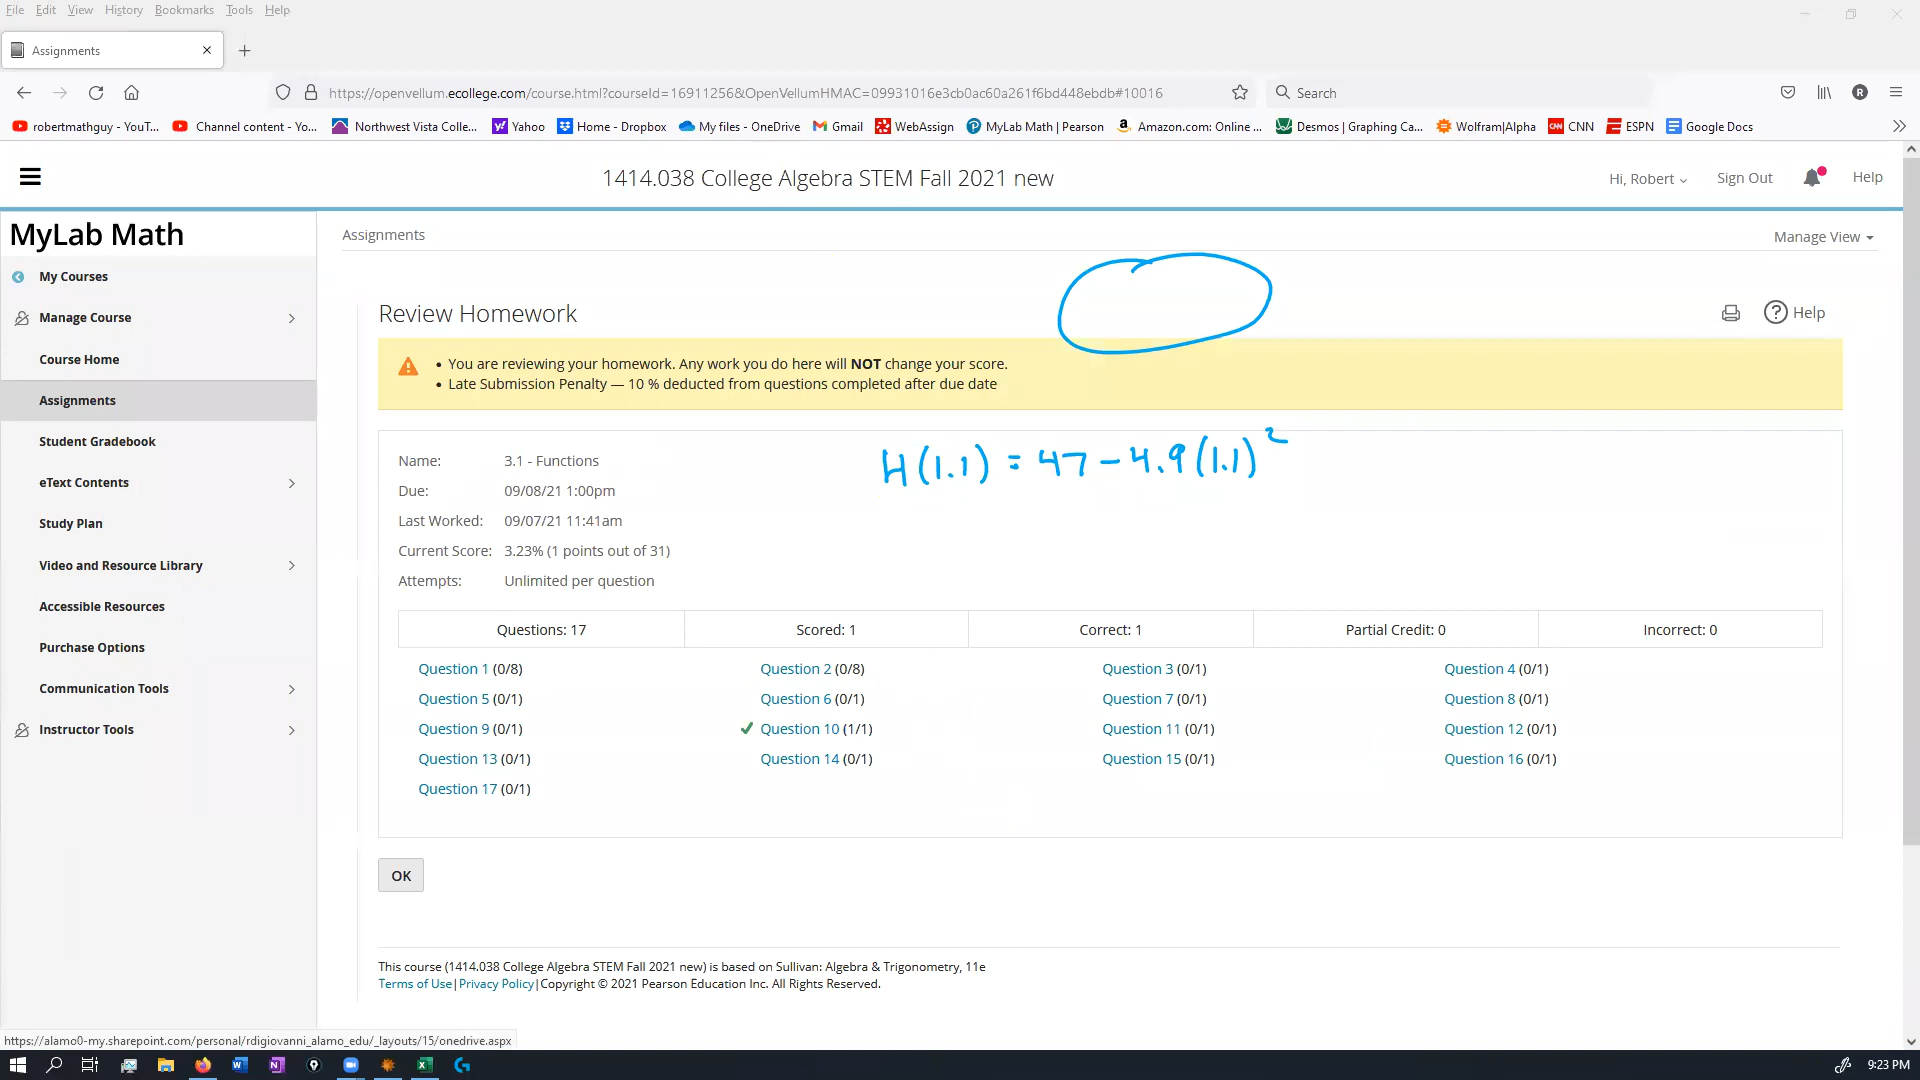 File Edit View History Bookmarks Tools Help
Assignments
https://openvellum.ecollege.com/course.html?courseId=16911256&OpenVellumHMAC=09931016e3cb0ac60a261f6bd448ebdb#10016
Search
robertmathguy - YouT... Channel content - Yo... Northwest Vista Colle... Yahoo Home - Dropbox My files - OneDrive Gmail WebAssign MyLab Math | Pearson Amazon.com: Online ... Desmos | Graphing Ca... Wolfram|Alpha CNN ESPN Google Docs
1414.038 College Algebra STEM Fall 2021 new
Hi, Robert Sign Out Help
MyLab Math
My Courses
Manage Course
Course Home
Assignments
Student Gradebook
eText Contents
Study Plan
Video and Resource Library
Accessible Resources
Purchase Options
Communication Tools
Instructor Tools
Assignments
Manage View
Review Homework
Help
• You are reviewing your homework. Any work you do here will NOT change your score.
• Late Submission Penalty — 10 % deducted from questions completed after due date
H(1.1) = 47 - 4.9(1.1)²
Name: 3.1 - Functions
Due: 09/08/21 1:00pm
Last Worked: 09/07/21 11:41am
Current Score: 3.23% (1 points out of 31)
Attempts: Unlimited per question
Questions: 17 Scored: 1 Correct: 1 Partial Credit: 0 Incorrect: 0
Question 1 (0/8) Question 2 (0/8) Question 3 (0/1) Question 4 (0/1)
Question 5 (0/1) Question 6 (0/1) Question 7 (0/1) Question 8 (0/1)
Question 9 (0/1) Question 10 (1/1) Question 11 (0/1) Question 12 (0/1)
Question 13 (0/1) Question 14 (0/1) Question 15 (0/1) Question 16 (0/1)
Question 17 (0/1)
OK
This course (1414.038 College Algebra STEM Fall 2021 new) is based on Sullivan: Algebra & Trigonometry, 11e
Terms of Use|Privacy Policy|Copyright © 2021 Pearson Education Inc. All Rights Reserved.
https://alamo0-my.sharepoint.com/personal/rdigiovanni_alamo_edu/_layouts/15/onedrive.aspx
9:23 PM